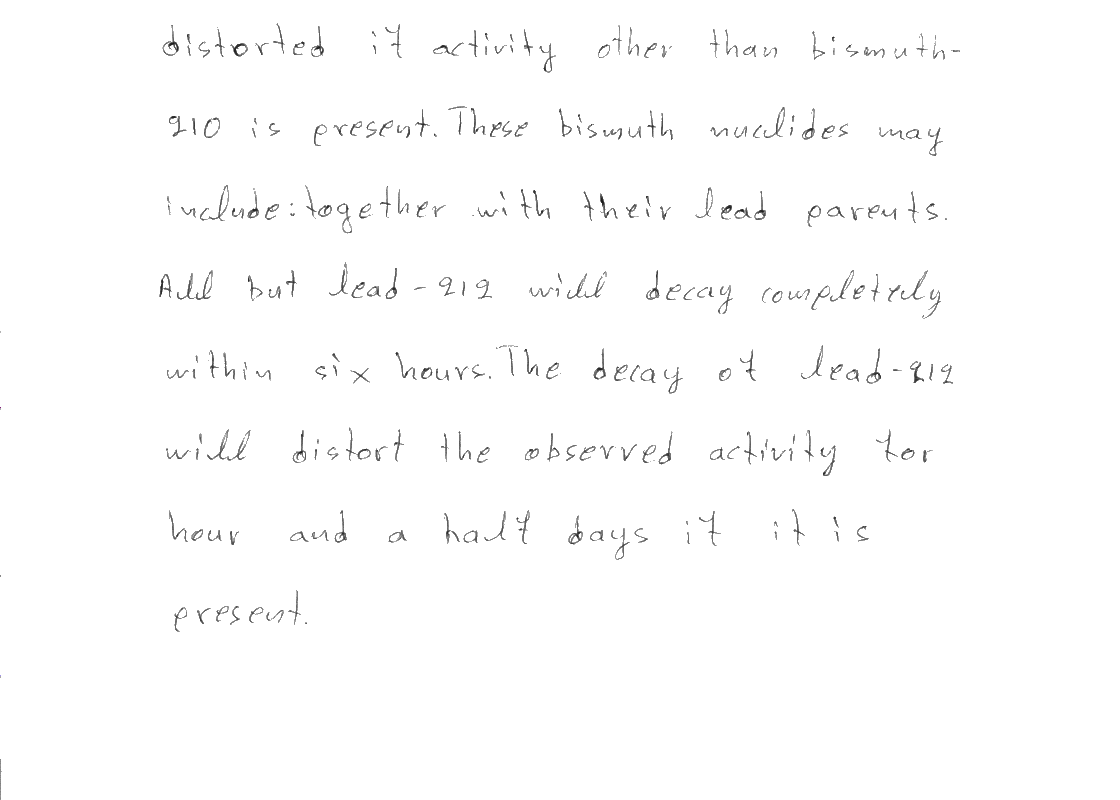 distorted if activity other than bismuth-
210 is present. These bismuth nuclides may
include: together with their lead parents.
All but lead-212 will decay completely
within six hours. The decay of lead-212
will distort the observed activity for
hour and a half days if it is
present.